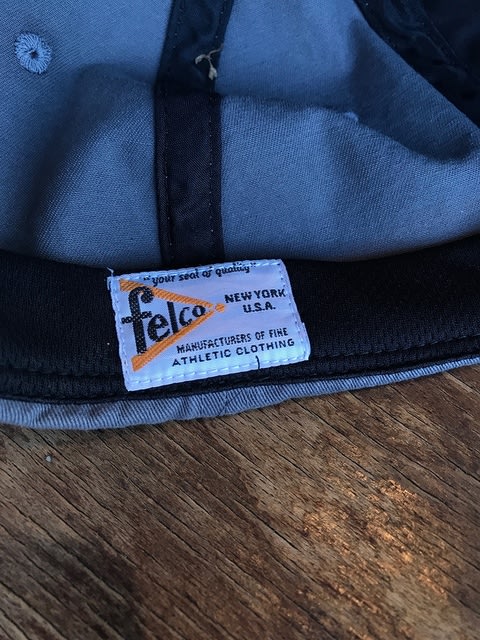 "your seal of quality"
felco
NEW YORK
U.S.A.
MANUFACTURERS OF FINE
ATHLETIC CLOTHING